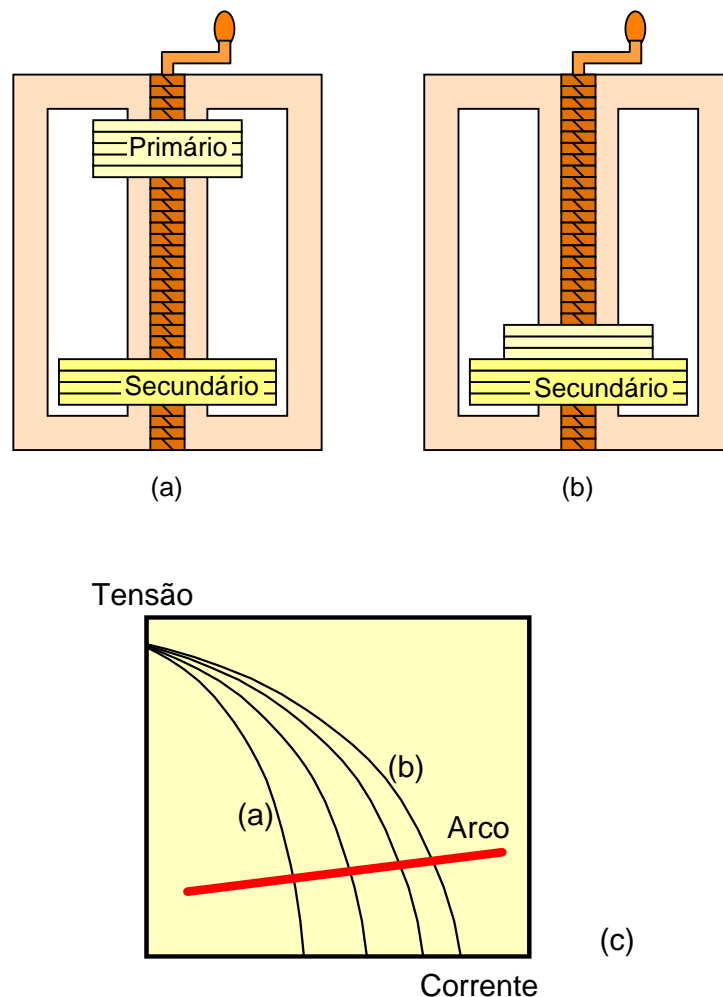 Primário
Secundário
Secundário
(a)
(b)
Tensão
(b)
(a)
Arco
(c)
Corrente